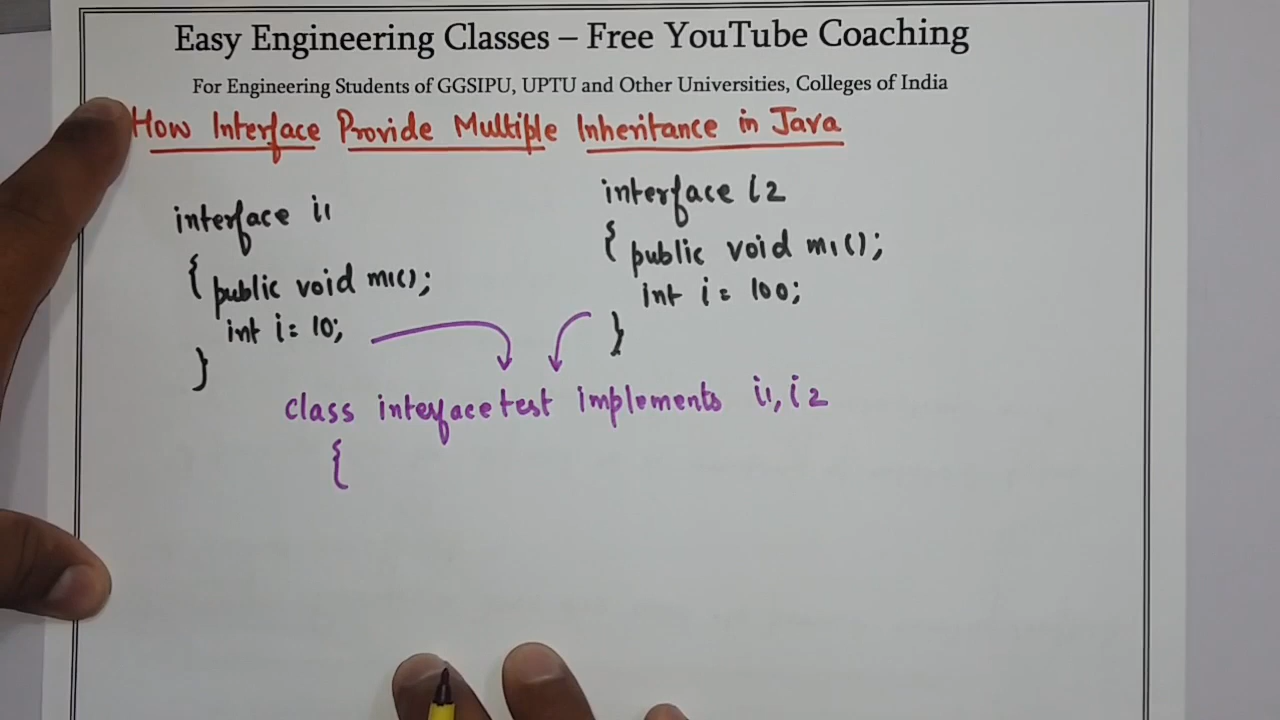 Easy Engineering Classes – Free YouTube Coaching
For Engineering Students of GGSIPU, UPTU and Other Universities, Colleges of India
How Interface Provide Multiple Inheritance in Java
interface i1
{ public void m1();
int i = 10;
}
interface i2
{ public void m1();
int i = 100;
}
class interfacetest implements i1, i2
{